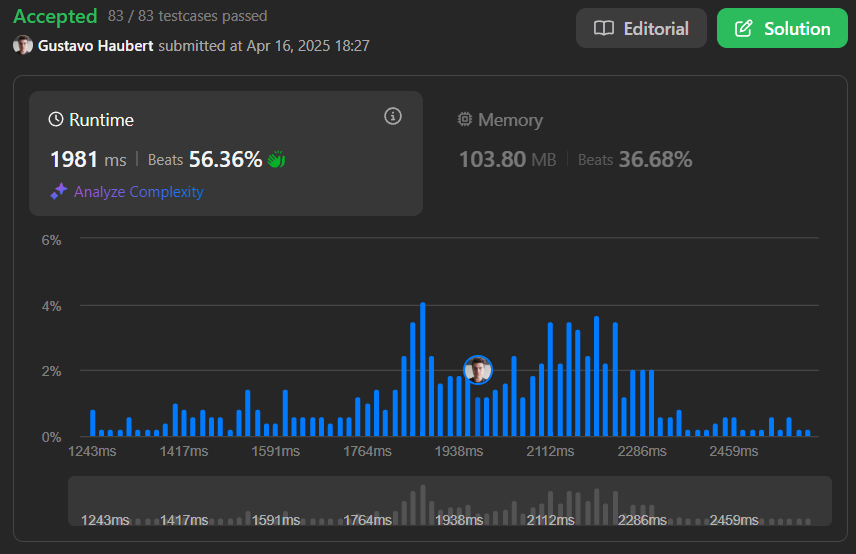 Accepted 83 / 83 testcases passed
Editorial
Solution
Gustavo Haubert submitted at Apr 16, 2025 18:27
Runtime
1981 ms | Beats 56.36%
Analyze Complexity
Memory
103.80 MB | Beats 36.68%
6%
4%
2%
0%
1243ms 1417ms 1591ms 1764ms 1938ms 2112ms 2286ms 2459ms
1243ms 1417ms 1591ms 1764ms 1938ms 2112ms 2286ms 2459ms